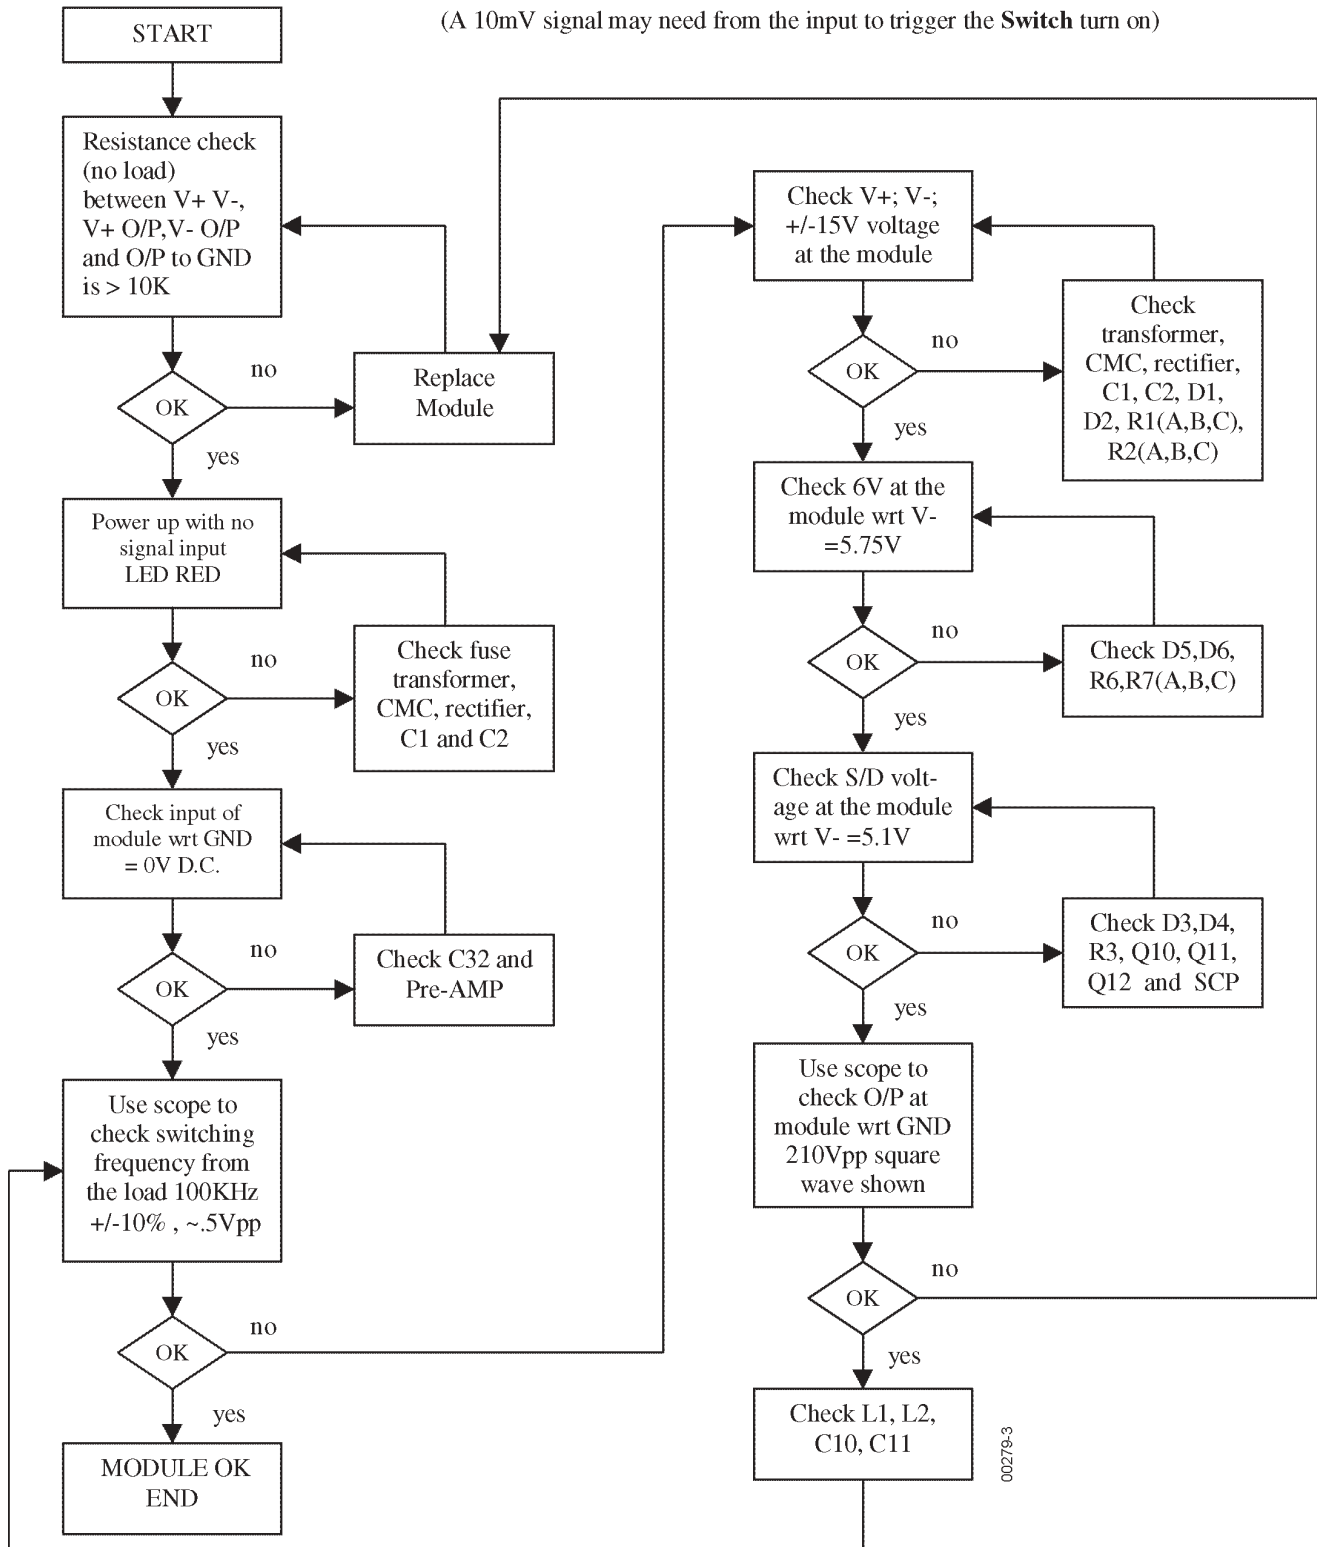 (A 10mV signal may need from the input to trigger the Switch turn on)
START
Resistance check
(no load)
between V+ V-,
V+ O/P,V- O/P
and O/P to GND
is > 10K
OK
no
Replace
Module
yes
Power up with no
signal input
LED RED
OK
no
Check fuse
transformer,
CMC, rectifier,
C1 and C2
yes
Check input of
module wrt GND
= 0V D.C.
OK
no
Check C32 and
Pre-AMP
yes
Use scope to
check switching
frequency from
the load 100KHz
+/-10% , ~.5Vpp
OK
no
yes
MODULE OK
END
Check V+; V-;
+/-15V voltage
at the module
OK
no
Check
transformer,
CMC, rectifier,
C1, C2, D1,
D2, R1(A,B,C),
R2(A,B,C)
yes
Check 6V at the
module wrt V-
=5.75V
OK
no
Check D5,D6,
R6,R7(A,B,C)
yes
Check S/D volt-
age at the module
wrt V- =5.1V
OK
no
Check D3,D4,
R3, Q10, Q11,
Q12 and SCP
yes
Use scope to
check O/P at
module wrt GND
210Vpp square
wave shown
OK
no
yes
Check L1, L2,
C10, C11
00279-3